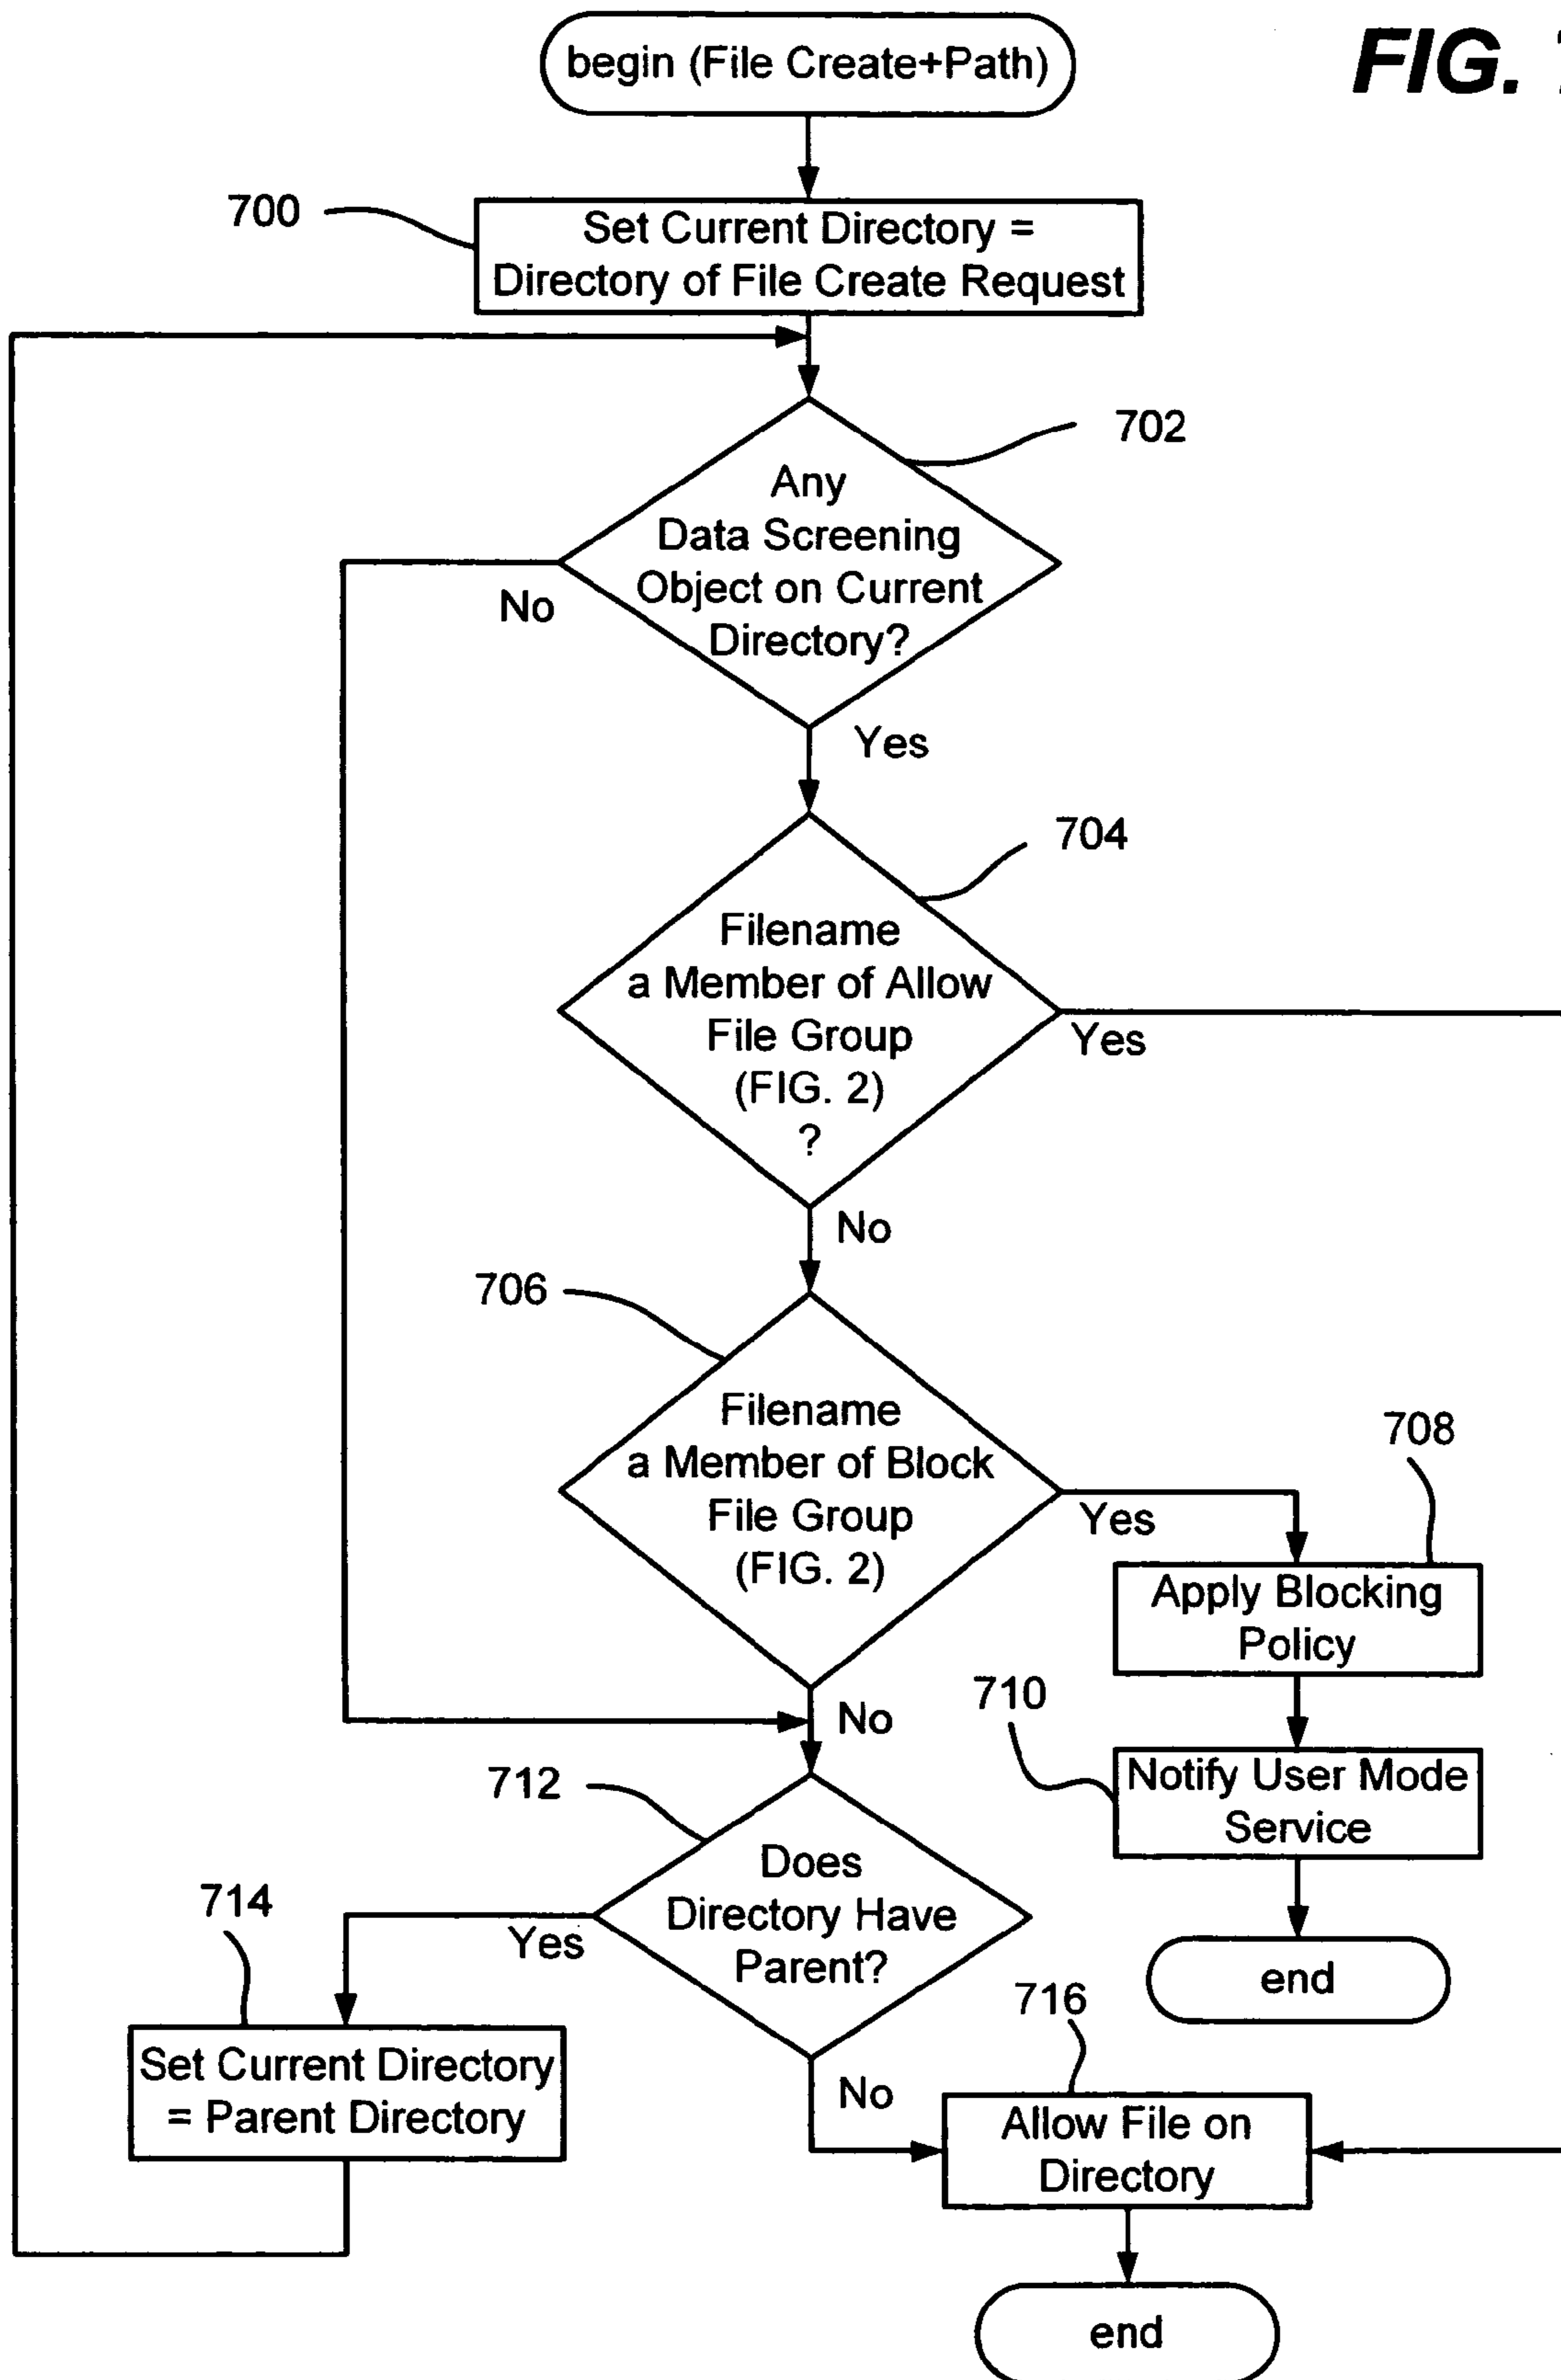 FIG.
begin (File Create+Path)
700
Set Current Directory =
Directory of File Create Request
702
Any
Data Screening
Object on Current
Directory?
No
Yes
704
Filename
a Member of Allow
File Group
(FIG. 2)
?
Yes
No
706
Filename
a Member of Block
File Group
(FIG. 2)
Yes
708
Apply Blocking
Policy
No
710
Notify User Mode
Service
712
Does
Directory Have
Parent?
Yes
714
end
716
Set Current Directory
= Parent Directory
No
Allow File on
Directory
end